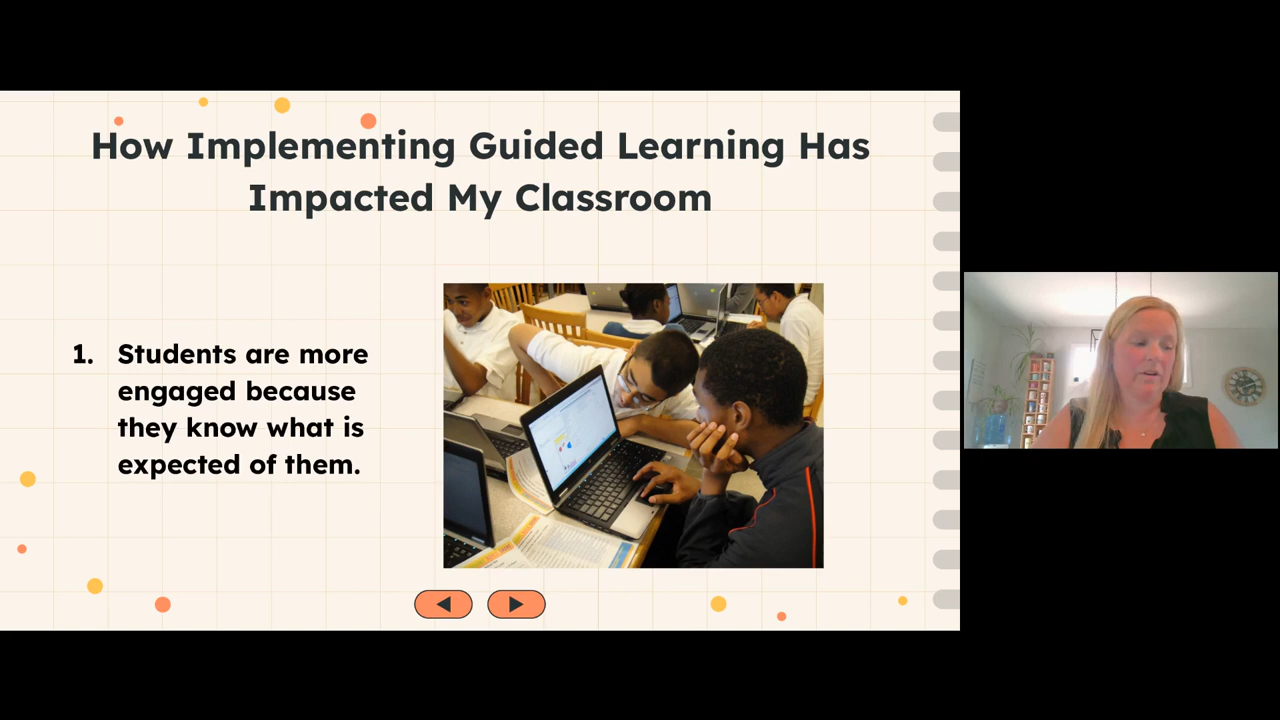 How Implementing Guided Learning Has
Impacted My Classroom
1. Students are more
engaged because
they know what is
expected of them.